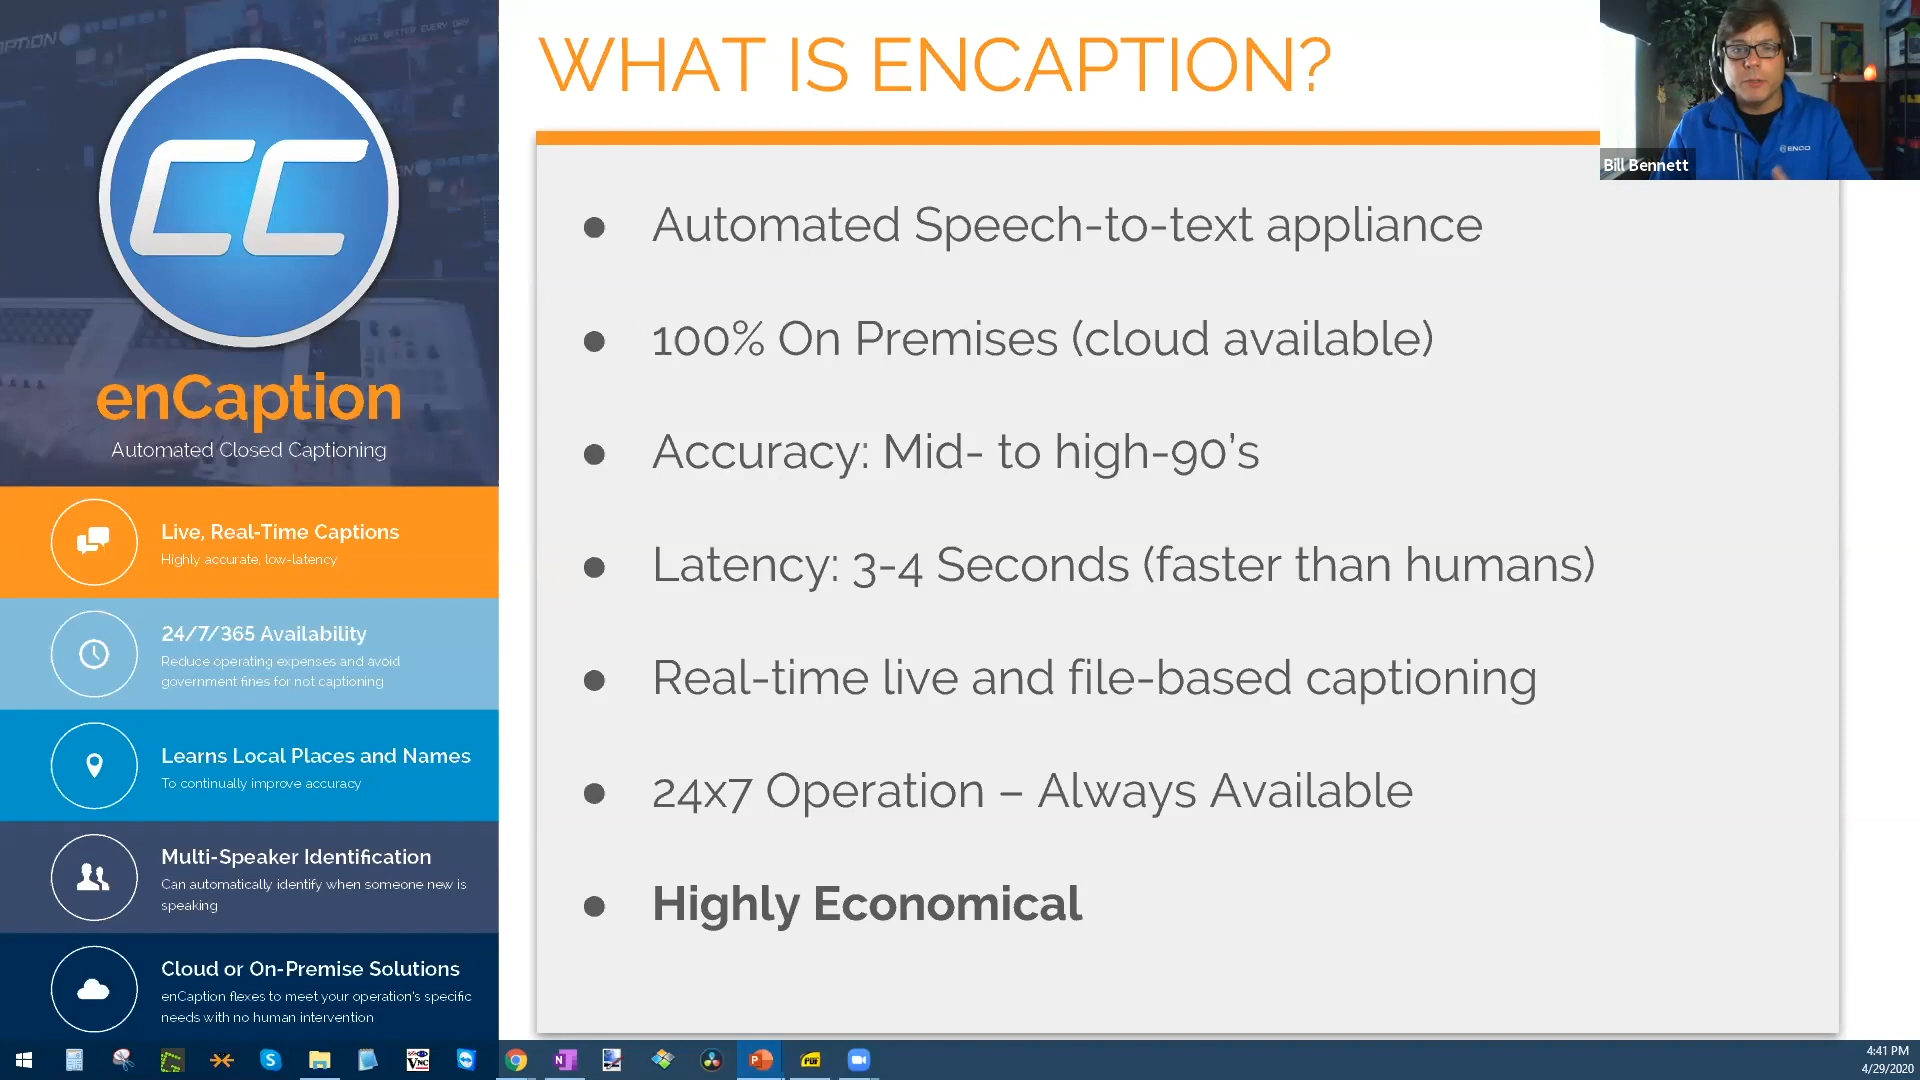 CC
enCaption
Automated Closed Captioning
Live, Real-Time Captions
Highly accurate, low-latency
24/7/365 Availability
Reduce operating expenses and avoid
government fines for not captioning
Learns Local Places and Names
To continually improve accuracy
Multi-Speaker Identification
Can automatically identify when someone new is
speaking
Cloud or On-Premise Solutions
enCaption flexes to meet your operation's specific
needs with no human intervention
WHAT IS ENCAPTION?
● Automated Speech-to-text appliance
● 100% On Premises (cloud available)
● Accuracy: Mid- to high-90's
● Latency: 3-4 Seconds (faster than humans)
● Real-time live and file-based captioning
● 24x7 Operation – Always Available
● Highly Economical
ENCO
Bill Bennett
4:41 PM
4/29/2020